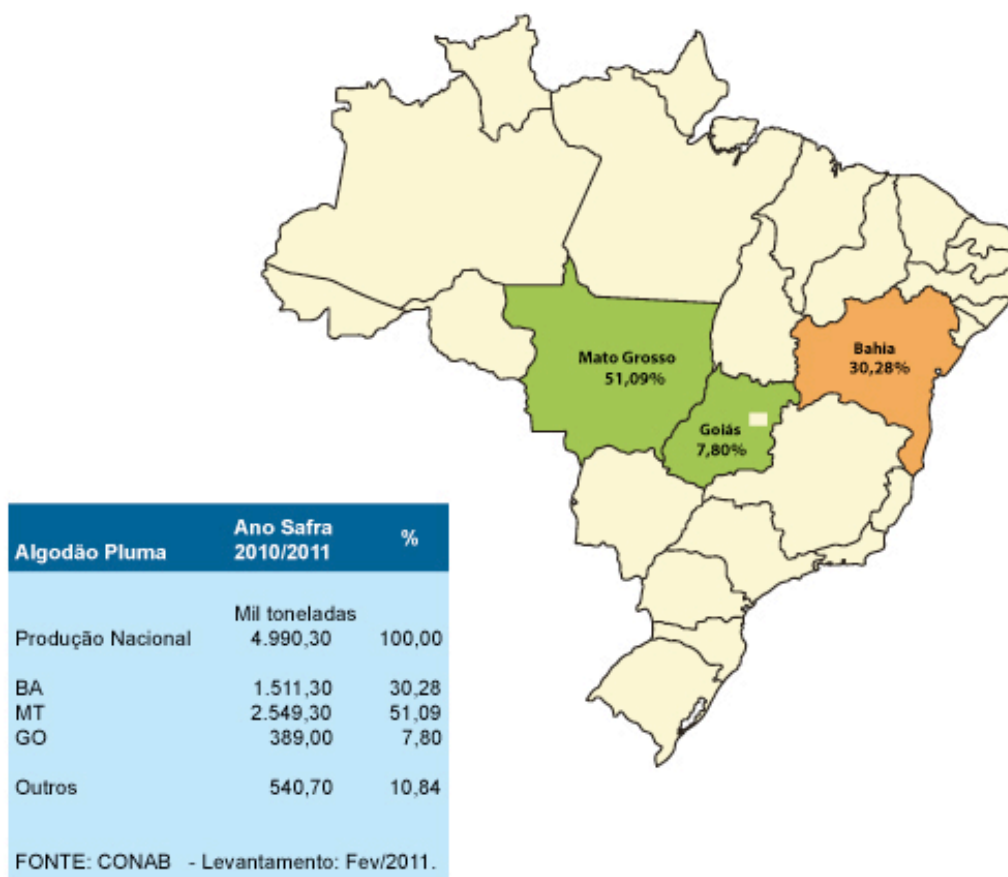 Mato Grosso
51,09%
Bahia
30,28%
Goiás
7,80%
Algodão Pluma Ano Safra 2010/2011 %
Mil toneladas
Produção Nacional 4.990,30 100,00
BA 1.511,30 30,28
MT 2.549,30 51,09
GO 389,00 7,80
Outros 540,70 10,84
FONTE: CONAB - Levantamento: Fev/2011.